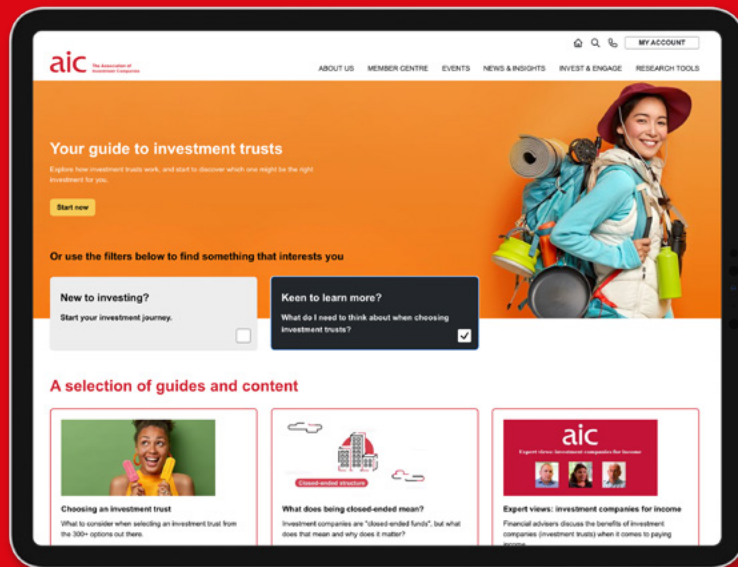 MY ACCOUNT
aic The Association of
Investment Companies
ABOUT US MEMBER CENTRE EVENTS NEWS & INSIGHTS INVEST & ENGAGE RESEARCH TOOLS
Your guide to investment trusts
Explore how investment trusts work, and start to discover which one might be the right
investment for you.
Start now
Or use the filters below to find something that interests you
New to investing?
Start your investment journey.
Keen to learn more?
What do I need to think about when choosing
investment trusts?
A selection of guides and content
Closed-ended structure
aic
Expert views: investment companies for income
Choosing an investment trust
What to consider when selecting an investment trust from
the 300+ options out there.
What does being closed-ended mean?
Investment companies are "closed-ended funds", but what
does that mean and why does it matter?
Expert views: investment companies for income
Financial advisers discuss the benefits of investment
companies (investment trusts) when it comes to paying
income.